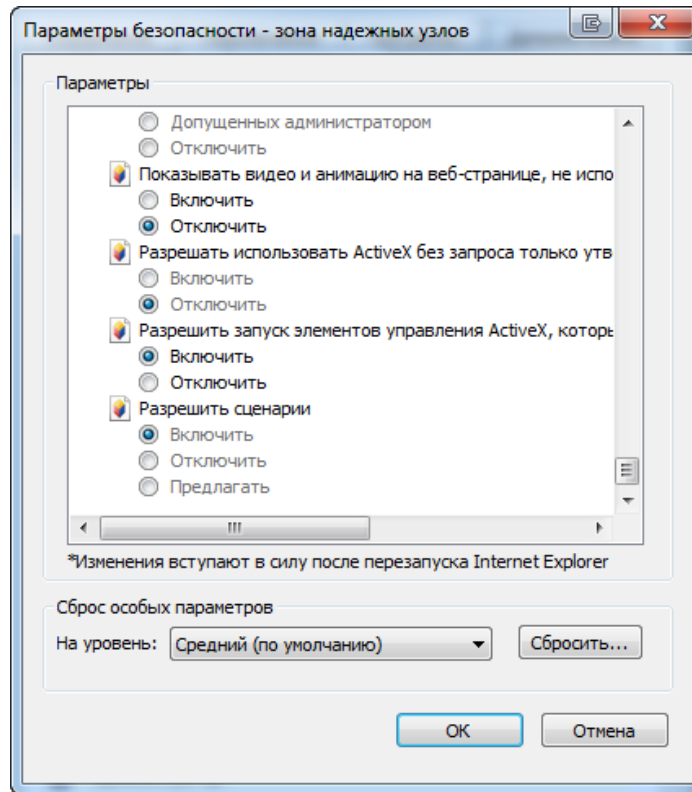 Параметры безопасности - зона надежных узлов
Параметры
Допущенных администратором
Отключить
Показывать видео и анимацию на веб-странице, не испо
Включить
Отключить
Разрешать использовать ActiveX без запроса только утв
Включить
Отключить
Разрешить запуск элементов управления ActiveX, которы
Включить
Отключить
Разрешить сценарии
Включить
Отключить
Предлагать
*Изменения вступают в силу после перезапуска Internet Explorer
Сброс особых параметров
На уровень: Средний (по умолчанию) Сбросить...
ОК Отмена